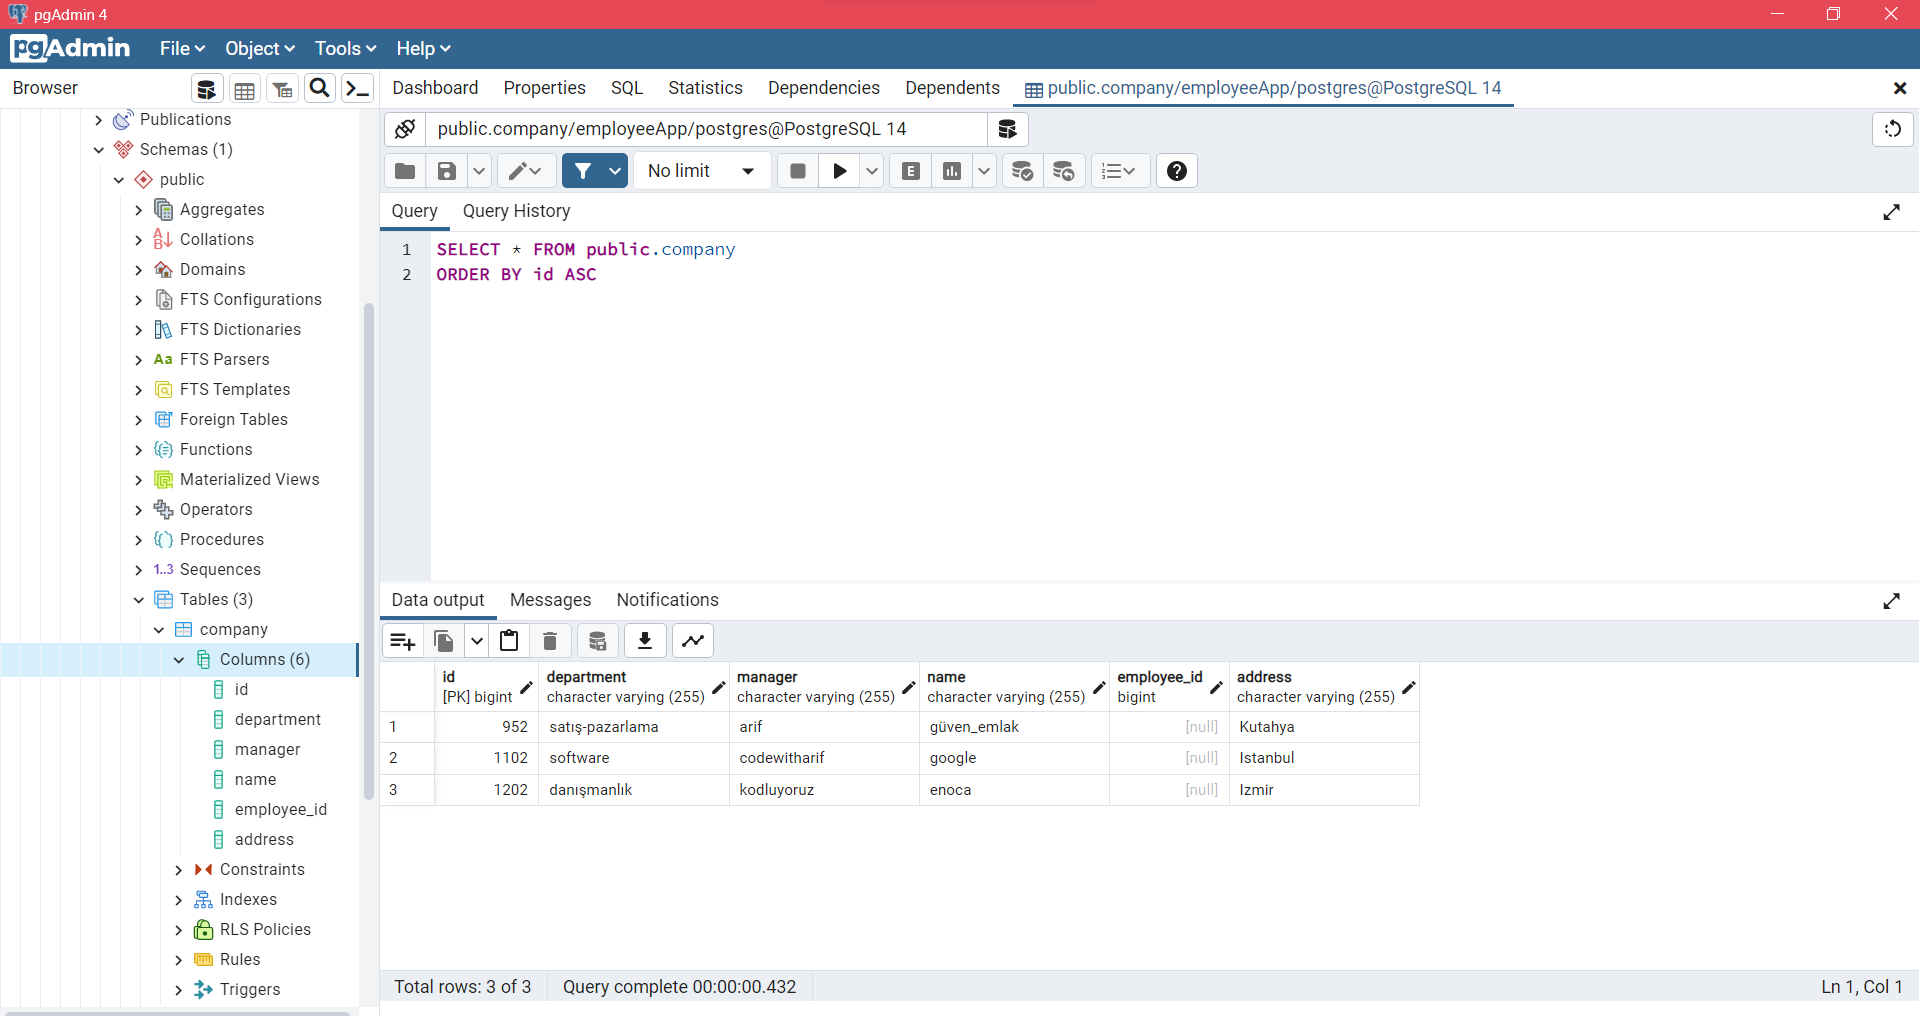 pgAdmin 4
pgAdmin File Object Tools Help
Browser
Dashboard Properties SQL Statistics Dependencies Dependents public.company/employeeApp/postgres@PostgreSQL 14
public.company/employeeApp/postgres@PostgreSQL 14
No limit
E
Query Query History
1 SELECT * FROM public.company
2 ORDER BY id ASC
Publications
Schemas (1)
public
Aggregates
Collations
Domains
FTS Configurations
FTS Dictionaries
Aa FTS Parsers
FTS Templates
Foreign Tables
Functions
Materialized Views
Operators
Procedures
1..3 Sequences
Tables (3)
company
Columns (6)
id
department
manager
name
employee_id
address
Constraints
Indexes
RLS Policies
Rules
Triggers
Data output Messages Notifications
id department manager name employee_id address
[PK] bigint character varying (255) character varying (255) character varying (255) bigint character varying (255)
1 952 satış-pazarlama arif güven_emlak [null] Kutahya
2 1102 software codewitharif google [null] Istanbul
3 1202 danışmanlık kodluyoruz enoca [null] Izmir
Total rows: 3 of 3 Query complete 00:00:00.432 Ln 1, Col 1